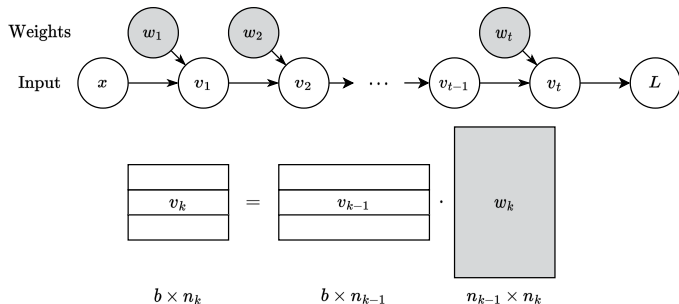 Weights w₁ w₂ wₜ
Input x v₁ v₂ ⋯ vₜ₋₁ vₜ L
vₖ = vₖ₋₁ · wₖ
b × nₖ b × nₖ₋₁ nₖ₋₁ × nₖ